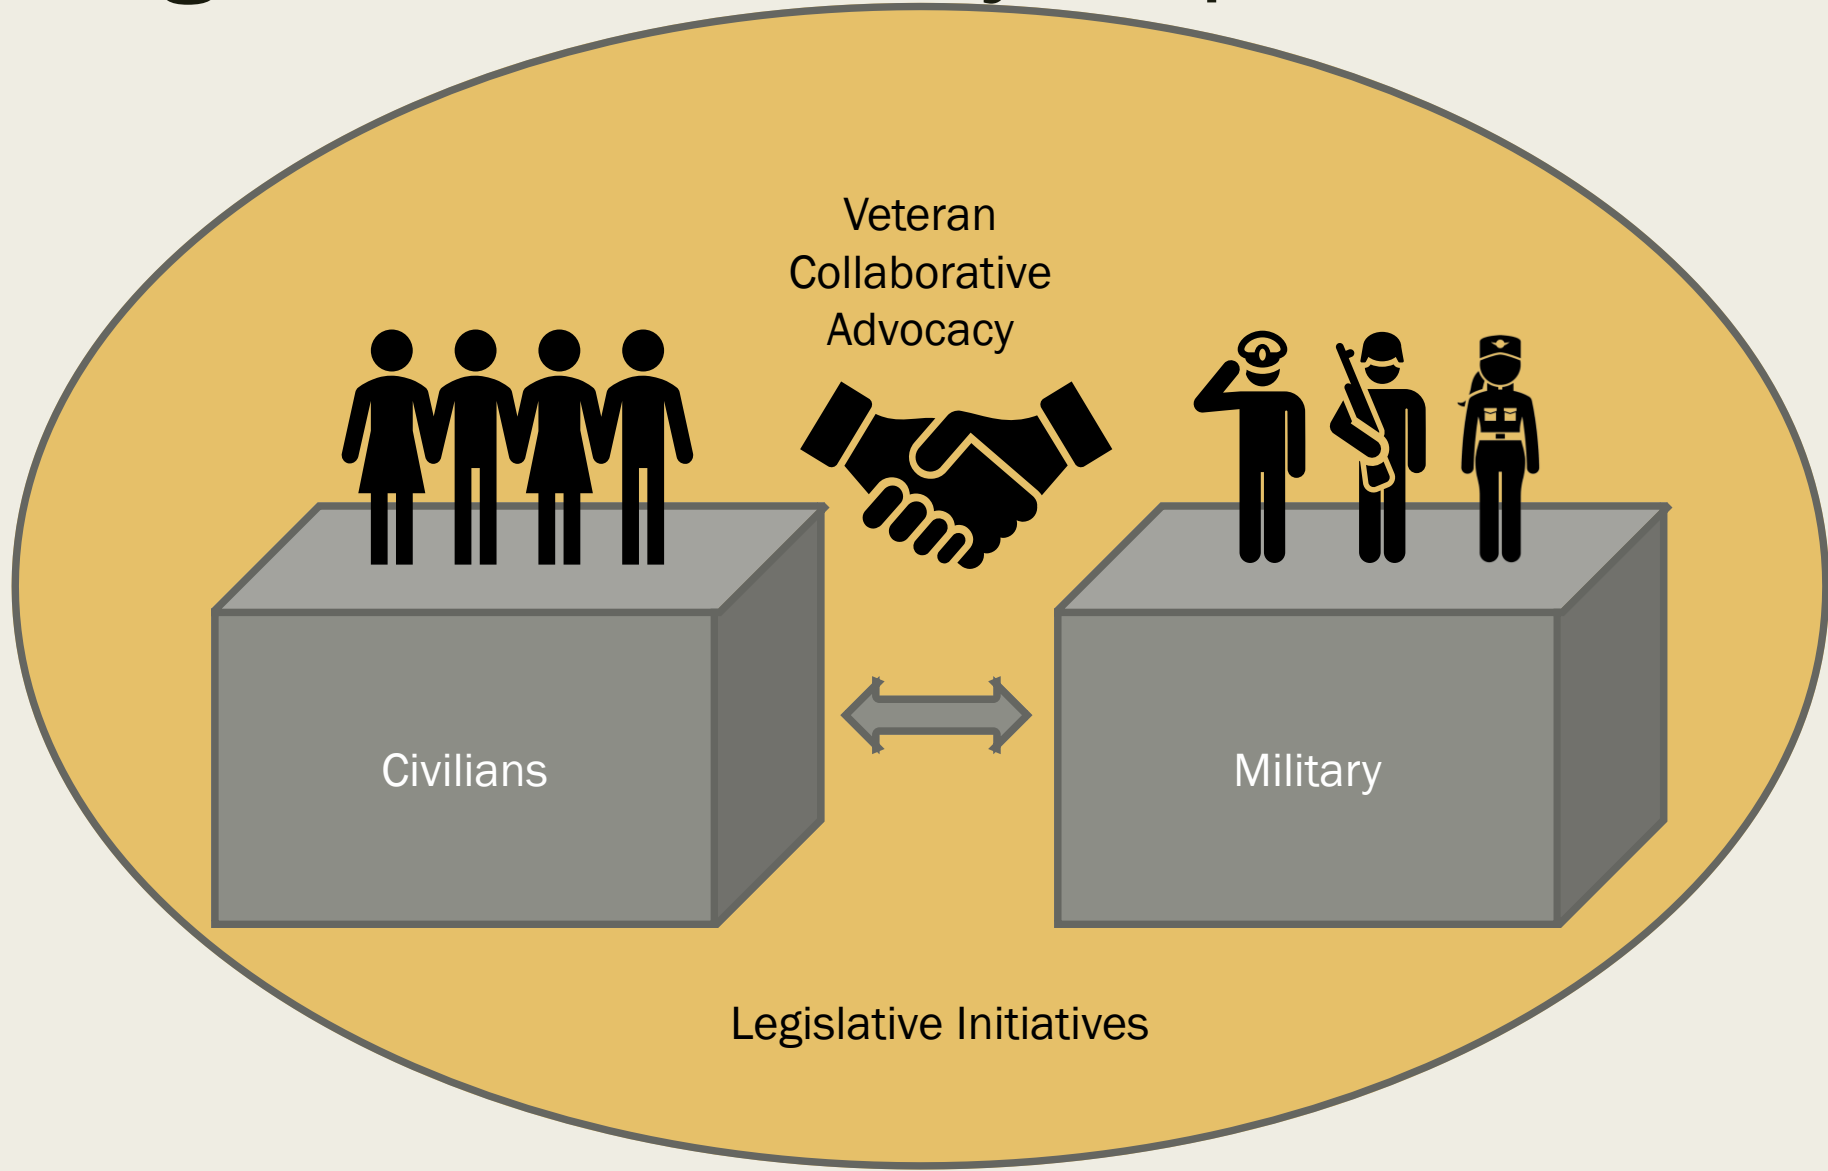 Veteran
Collaborative
Advocacy
Civilians
Military
Legislative Initiatives